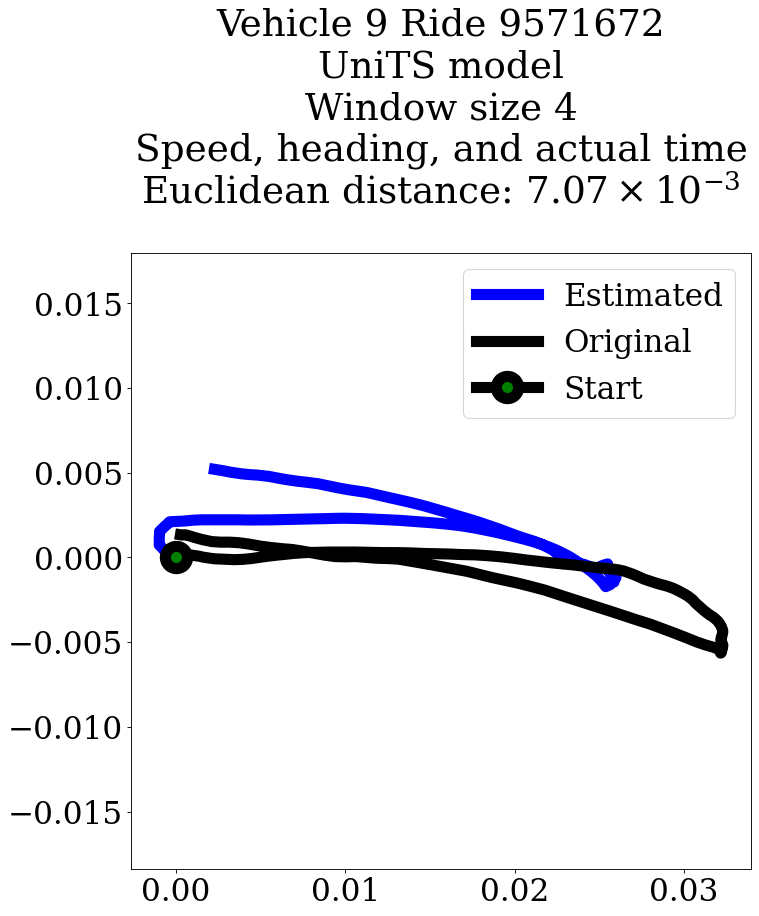 Vehicle 9 Ride 9571672
UniTS model
Window size 4
Speed, heading, and actual time
Euclidean distance: 7.07 × 10⁻³
Estimated
Original
Start
0.015
0.010
0.005
0.000
−0.005
−0.010
−0.015
0.00 0.01 0.02 0.03